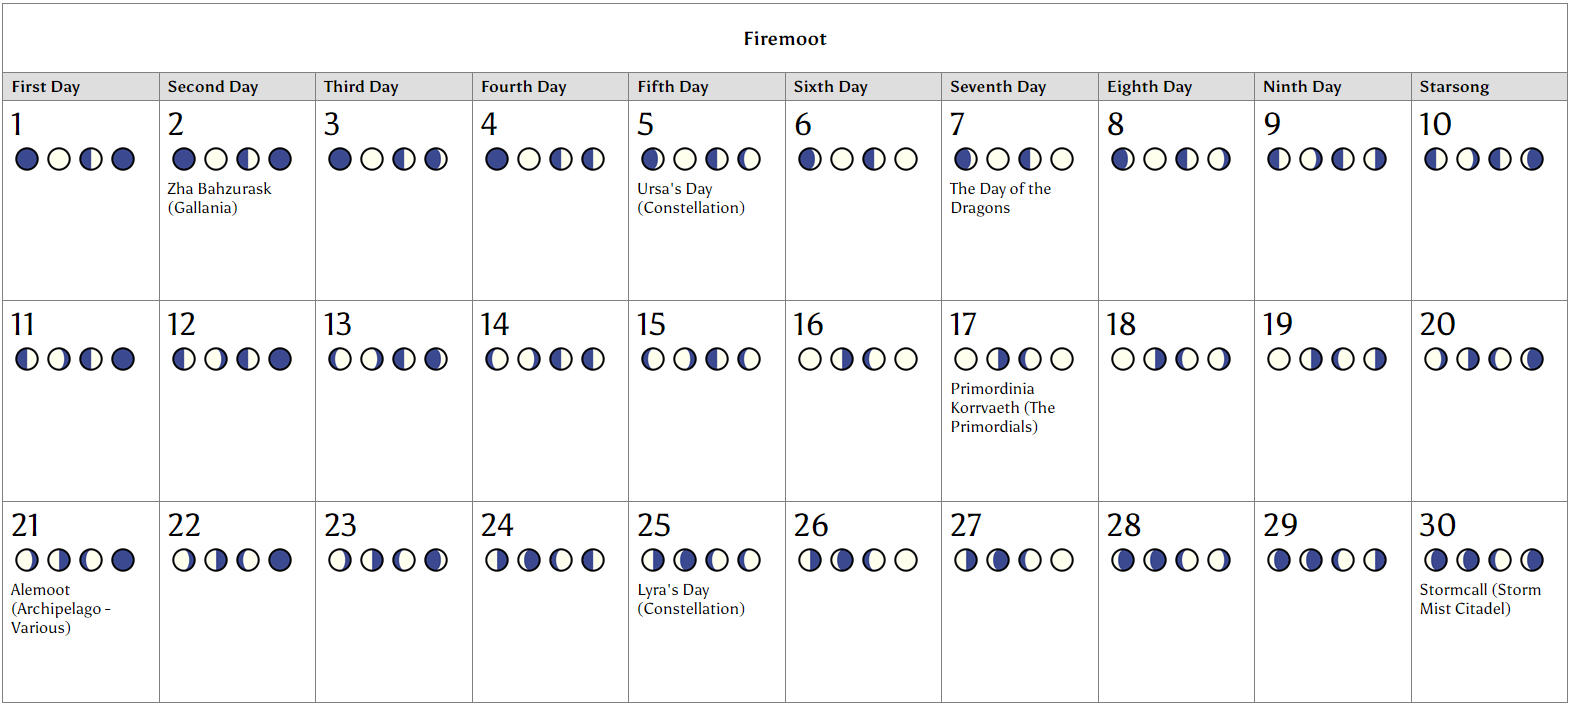 Firemoot
First Day Second Day Third Day Fourth Day Fifth Day Sixth Day Seventh Day Eighth Day Ninth Day Starsong
1 2 3 4 5 6 7 8 9 10
Zha Bahzurask
(Gallania)
Ursa's Day
(Constellation)
The Day of the
Dragons
11 12 13 14 15 16 17 18 19 20
Primordinia
Korrvaeth (The
Primordials)
21 22 23 24 25 26 27 28 29 30
Alemoot
(Archipelago -
Various)
Lyra's Day
(Constellation)
Stormcall (Storm
Mist Citadel)